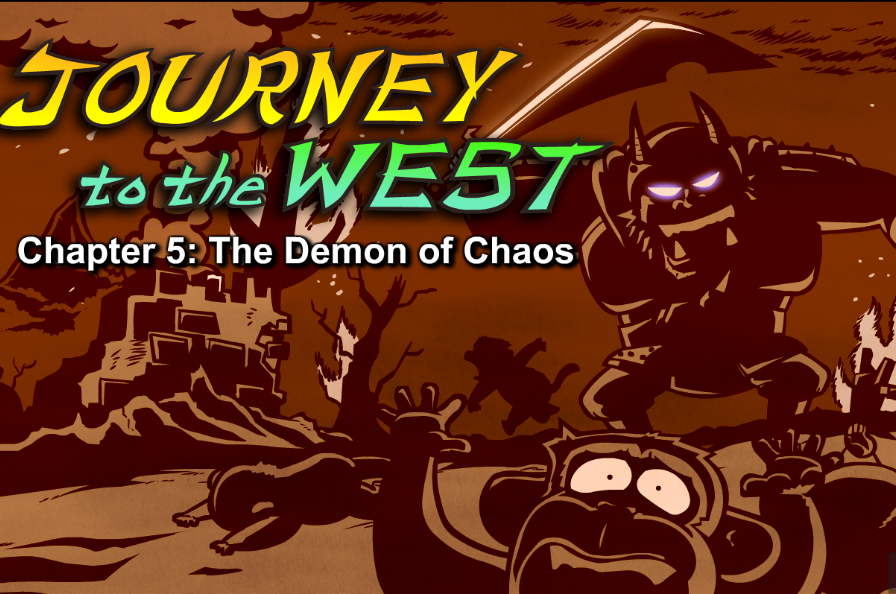 JOURNEY
to the WEST
Chapter 5: The Demon of Chaos